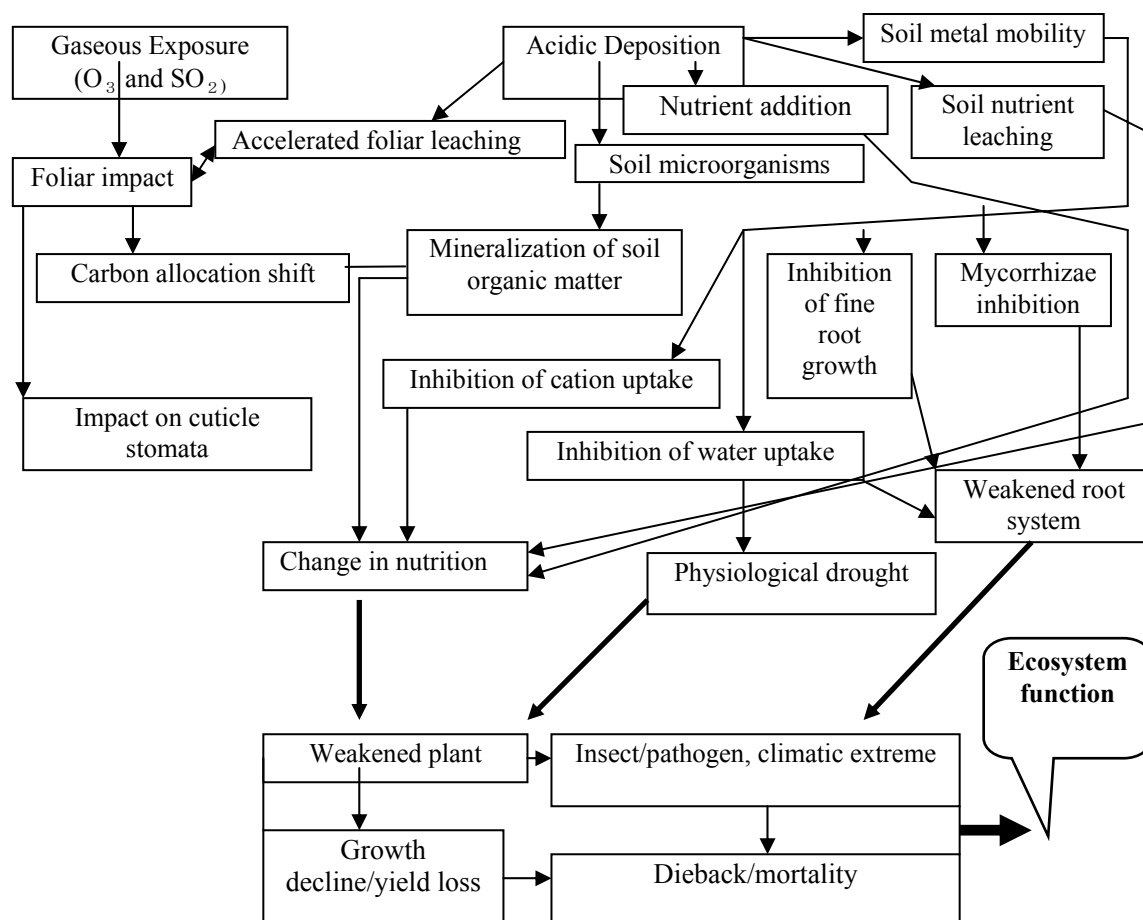 Gaseous Exposure
(O₃ and SO₂)
Acidic Deposition
Soil metal mobility
Nutrient addition
Soil nutrient
leaching
Accelerated foliar leaching
Foliar impact
Soil microorganisms
Carbon allocation shift
Mineralization of soil
organic matter
Inhibition
of fine
root
growth
Mycorrhizae
inhibition
Inhibition of cation uptake
Impact on cuticle
stomata
Inhibition of water uptake
Weakened root
system
Change in nutrition
Physiological drought
Ecosystem
function
Weakened plant
Insect/pathogen, climatic extreme
Growth
decline/yield loss
Dieback/mortality